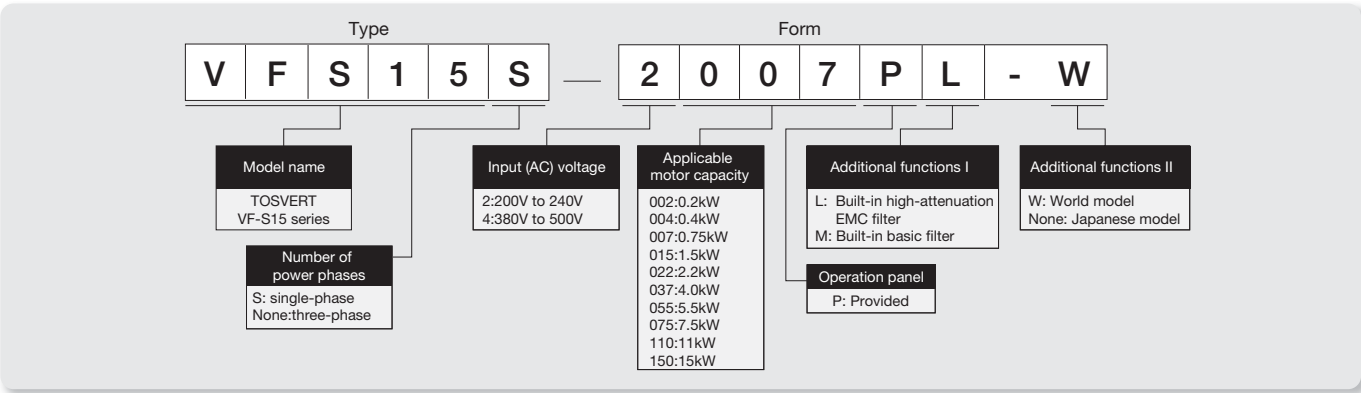 Type
Form
V F S 1 5 S — 2 0 0 7 P L - W
Model name
TOSVERT
VF-S15 series
Number of
power phases
S: single-phase
None:three-phase
Input (AC) voltage
2:200V to 240V
4:380V to 500V
Applicable
motor capacity
002:0.2kW
004:0.4kW
007:0.75kW
015:1.5kW
022:2.2kW
037:4.0kW
055:5.5kW
075:7.5kW
110:11kW
150:15kW
Additional functions I
L: Built-in high-attenuation
EMC filter
M: Built-in basic filter
Operation panel
P: Provided
Additional functions II
W: World model
None: Japanese model